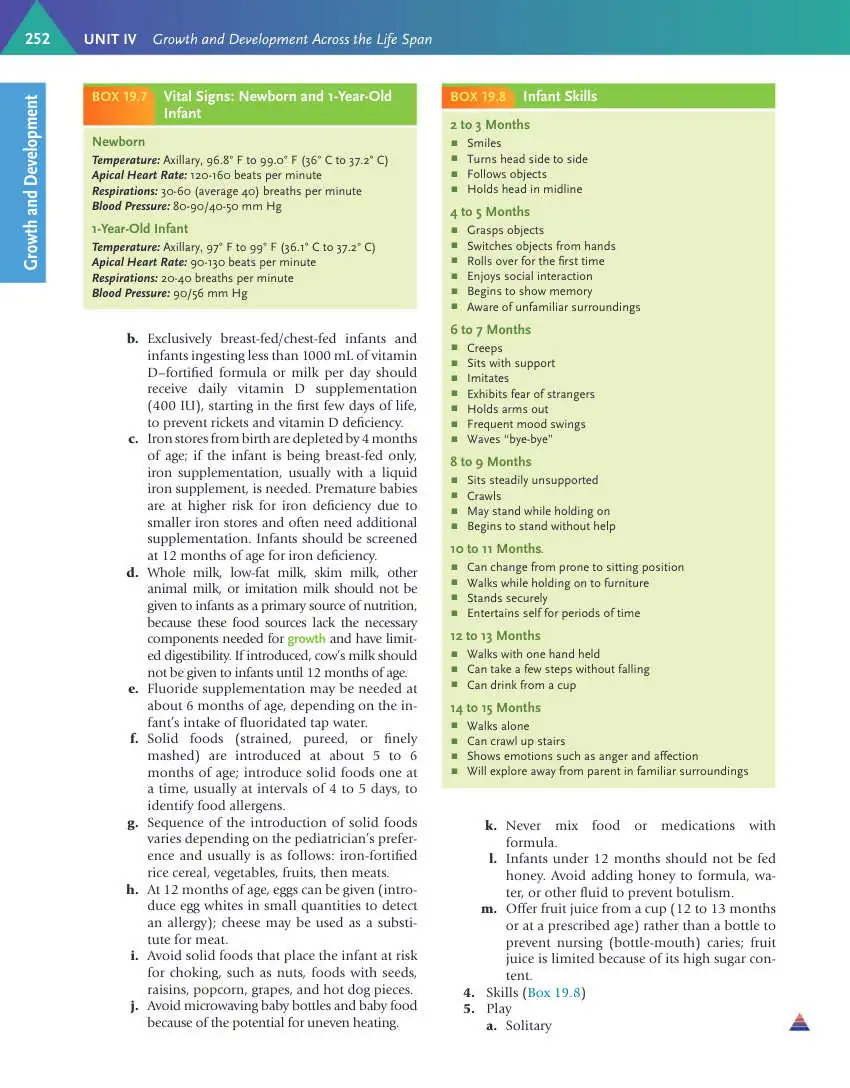 252 UNIT IV Growth and Development Across the Life Span
Growth and Development
BOX 19.7 Vital Signs: Newborn and 1-Year-Old
Infant
Newborn
Temperature: Axillary, 96.8° F to 99.0° F (36° C to 37.2° C)
Apical Heart Rate: 120-160 beats per minute
Respirations: 30-60 (average 40) breaths per minute
Blood Pressure: 80-90/40-50 mm Hg
1-Year-Old Infant
Temperature: Axillary, 97° F to 99° F (36.1° C to 37.2° C)
Apical Heart Rate: 90-130 beats per minute
Respirations: 20-40 breaths per minute
Blood Pressure: 90/56 mm Hg
b. Exclusively breast-fed/chest-fed infants and
infants ingesting less than 1000 mL of vitamin
D–fortified formula or milk per day should
receive daily vitamin D supplementation
(400 IU), starting in the first few days of life,
to prevent rickets and vitamin D deficiency.
c. Iron stores from birth are depleted by 4 months
of age; if the infant is being breast-fed only,
iron supplementation, usually with a liquid
iron supplement, is needed. Premature babies
are at higher risk for iron deficiency due to
smaller iron stores and often need additional
supplementation. Infants should be screened
at 12 months of age for iron deficiency.
d. Whole milk, low-fat milk, skim milk, other
animal milk, or imitation milk should not be
given to infants as a primary source of nutrition,
because these food sources lack the necessary
components needed for growth and have limit-
ed digestibility. If introduced, cow's milk should
not be given to infants until 12 months of age.
e. Fluoride supplementation may be needed at
about 6 months of age, depending on the in-
fant's intake of fluoridated tap water.
f. Solid foods (strained, pureed, or finely
mashed) are introduced at about 5 to 6
months of age; introduce solid foods one at
a time, usually at intervals of 4 to 5 days, to
identify food allergens.
g. Sequence of the introduction of solid foods
varies depending on the pediatrician's prefer-
ence and usually is as follows: iron-fortified
rice cereal, vegetables, fruits, then meats.
h. At 12 months of age, eggs can be given (intro-
duce egg whites in small quantities to detect
an allergy); cheese may be used as a substi-
tute for meat.
i. Avoid solid foods that place the infant at risk
for choking, such as nuts, foods with seeds,
raisins, popcorn, grapes, and hot dog pieces.
j. Avoid microwaving baby bottles and baby food
because of the potential for uneven heating.
BOX 19.8 Infant Skills
2 to 3 Months
■ Smiles
■ Turns head side to side
■ Follows objects
■ Holds head in midline
4 to 5 Months
■ Grasps objects
■ Switches objects from hands
■ Rolls over for the first time
■ Enjoys social interaction
■ Begins to show memory
■ Aware of unfamiliar surroundings
6 to 7 Months
■ Creeps
■ Sits with support
■ Imitates
■ Exhibits fear of strangers
■ Holds arms out
■ Frequent mood swings
■ Waves "bye-bye"
8 to 9 Months
■ Sits steadily unsupported
■ Crawls
■ May stand while holding on
■ Begins to stand without help
10 to 11 Months.
■ Can change from prone to sitting position
■ Walks while holding on to furniture
■ Stands securely
■ Entertains self for periods of time
12 to 13 Months
■ Walks with one hand held
■ Can take a few steps without falling
■ Can drink from a cup
14 to 15 Months
■ Walks alone
■ Can crawl up stairs
■ Shows emotions such as anger and affection
■ Will explore away from parent in familiar surroundings
k. Never mix food or medications with
formula.
l. Infants under 12 months should not be fed
honey. Avoid adding honey to formula, wa-
ter, or other fluid to prevent botulism.
m. Offer fruit juice from a cup (12 to 13 months
or at a prescribed age) rather than a bottle to
prevent nursing (bottle-mouth) caries; fruit
juice is limited because of its high sugar con-
tent.
4. Skills (Box 19.8)
5. Play
a. Solitary